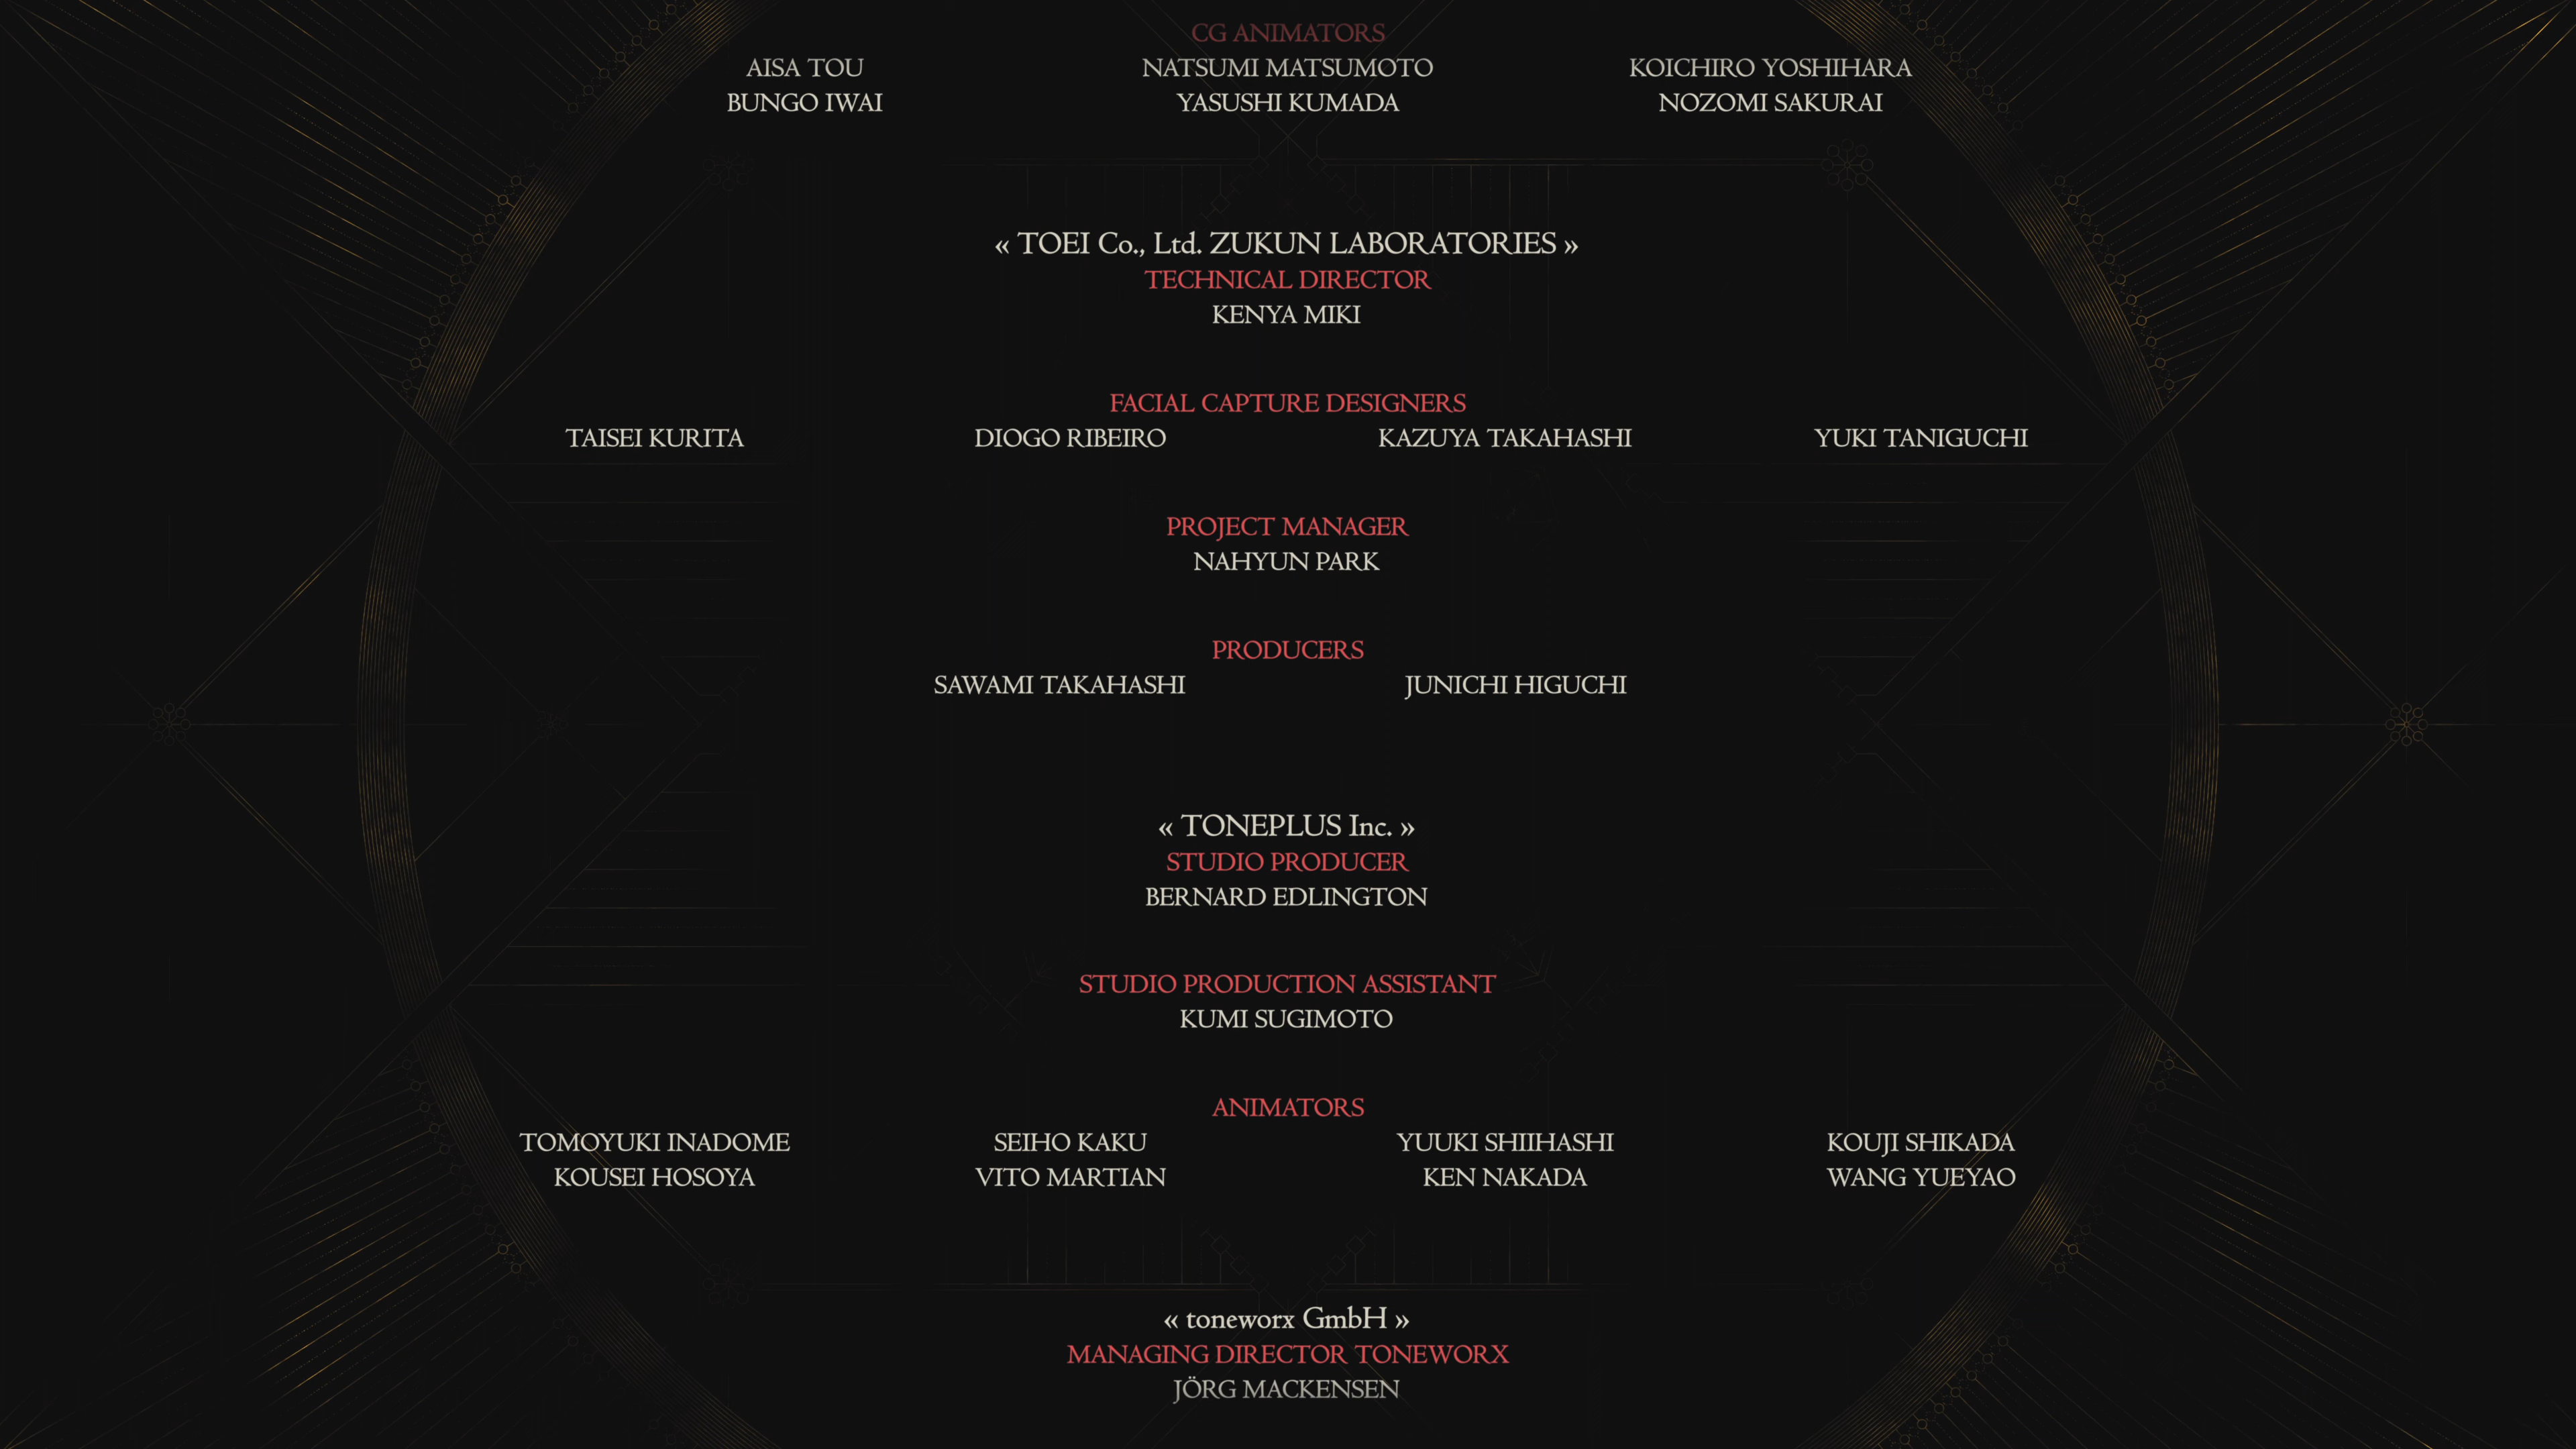 CG ANIMATORS
AISA TOU NATSUMI MATSUMOTO KOICHIRO YOSHIHARA
BUNGO IWAI YASUSHI KUMADA NOZOMI SAKURAI
« TOEI Co., Ltd. ZUKUN LABORATORIES »
TECHNICAL DIRECTOR
KENYA MIKI
FACIAL CAPTURE DESIGNERS
TAISEI KURITA DIOGO RIBEIRO KAZUYA TAKAHASHI YUKI TANIGUCHI
PROJECT MANAGER
NAHYUN PARK
PRODUCERS
SAWAMI TAKAHASHI JUNICHI HIGUCHI
« TONEPLUS Inc. »
STUDIO PRODUCER
BERNARD EDLINGTON
STUDIO PRODUCTION ASSISTANT
KUMI SUGIMOTO
ANIMATORS
TOMOYUKI INADOME SEIHO KAKU YUUKI SHIIHASHI KOUJI SHIKADA
KOUSEI HOSOYA VITO MARTIAN KEN NAKADA WANG YUEYAO
« toneworx GmbH »
MANAGING DIRECTOR TONEWORX
JÖRG MACKENSEN